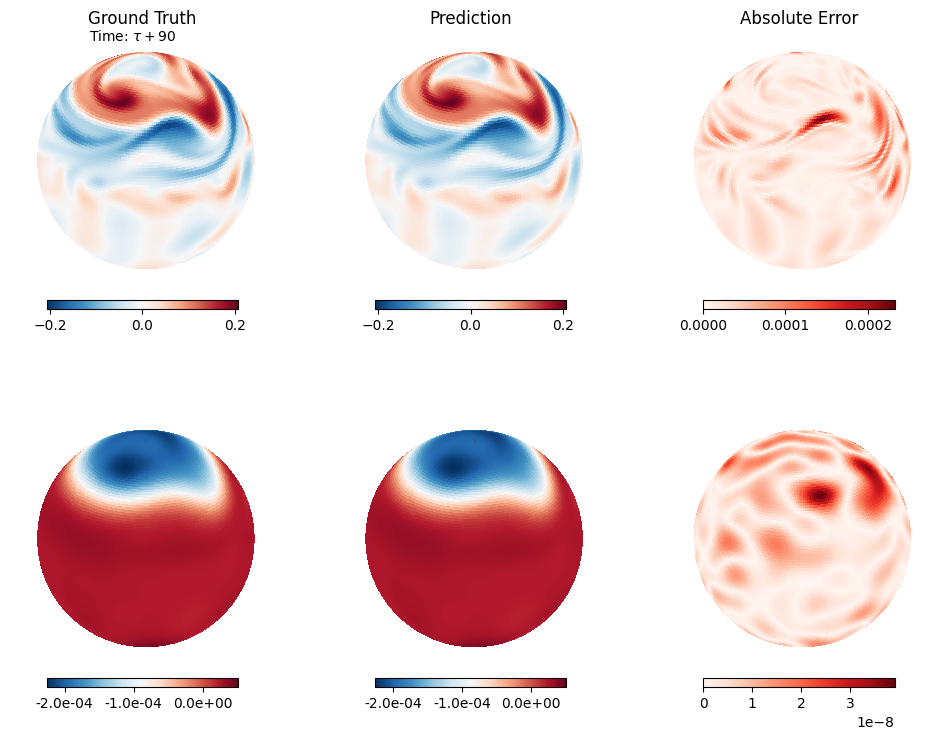 Ground Truth Prediction Absolute Error
Time: τ + 90
−0.2 0.0 0.2 −0.2 0.0 0.2 0.0000 0.0001 0.0002
-2.0e-04 -1.0e-04 0.0e+00 -2.0e-04 -1.0e-04 0.0e+00 0 1 2 3
1e−8